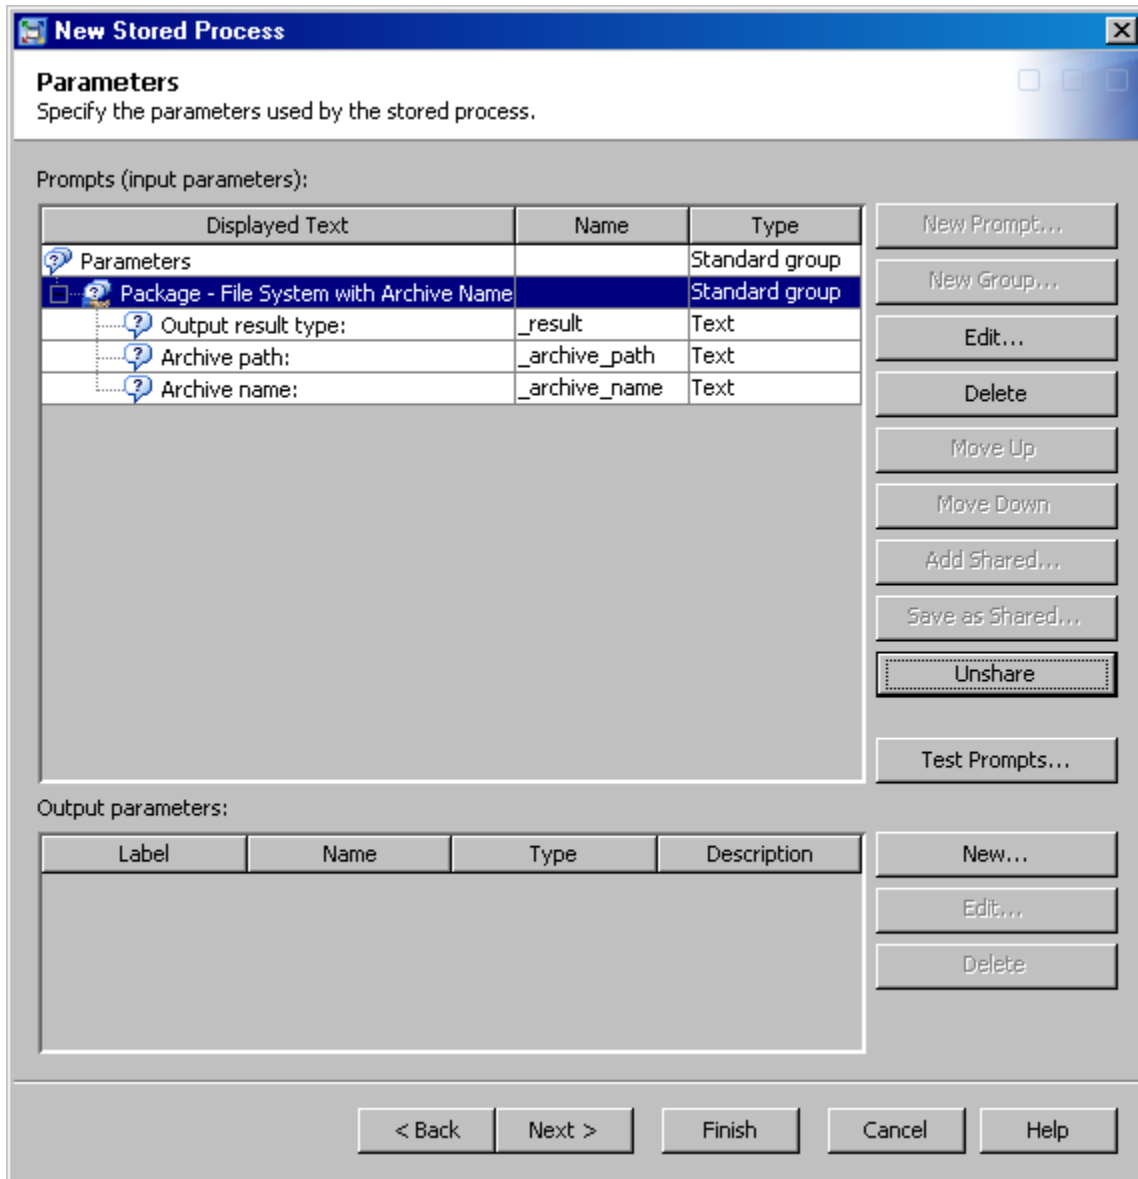 New Stored Process
Parameters
Specify the parameters used by the stored process.
Prompts (input parameters):
Displayed Text Name Type
Parameters Standard group
Package - File System with Archive Name Standard group
Output result type: _result Text
Archive path: _archive_path Text
Archive name: _archive_name Text
New Prompt...
New Group...
Edit...
Delete
Move Up
Move Down
Add Shared...
Save as Shared...
Unshare
Test Prompts...
Output parameters:
Label Name Type Description
New...
Edit...
Delete
< Back Next > Finish Cancel Help